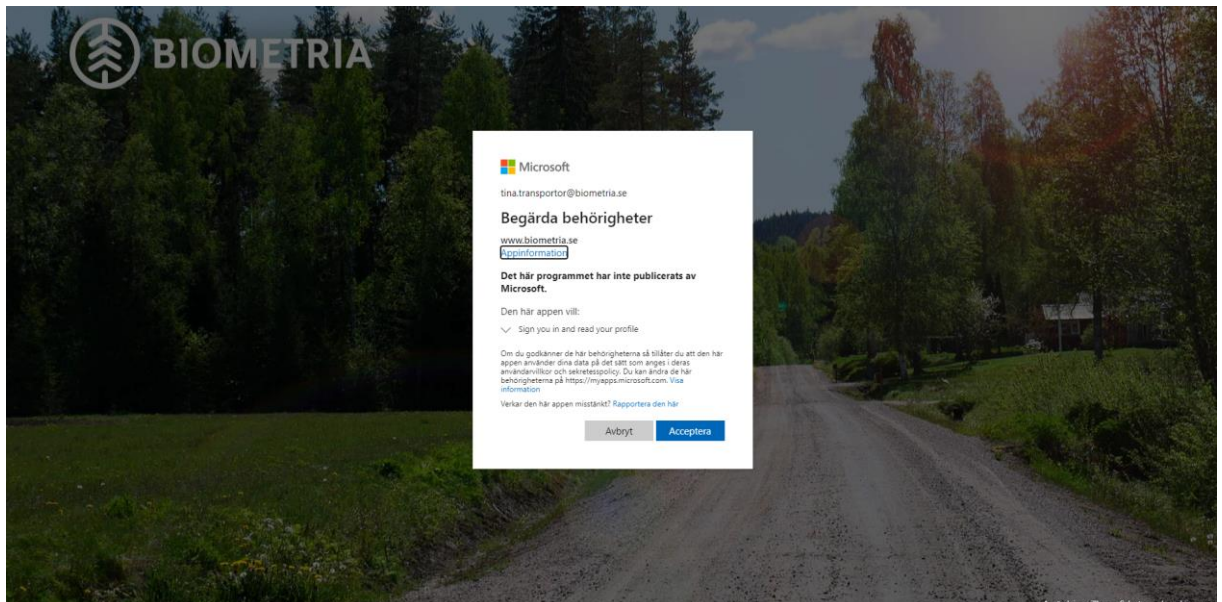 BIOMETRIA
Microsoft
tina.transportor@biometria.se
Begärda behörigheter
www.biometria.se
Appinformation
Det här programmet har inte publicerats av
Microsoft.
Den här appen vill:
Sign you in and read your profile
Om du godkänner de här behörigheterna så tillåter du att den här
appen använder dina data på det sätt som anges i deras
användarvillkor och sekretesspolicy. Du kan ändra de här
behörigheterna på https://myapps.microsoft.com. Visa
information
Verkar den här appen misstänkt? Rapportera den här
Avbryt Acceptera